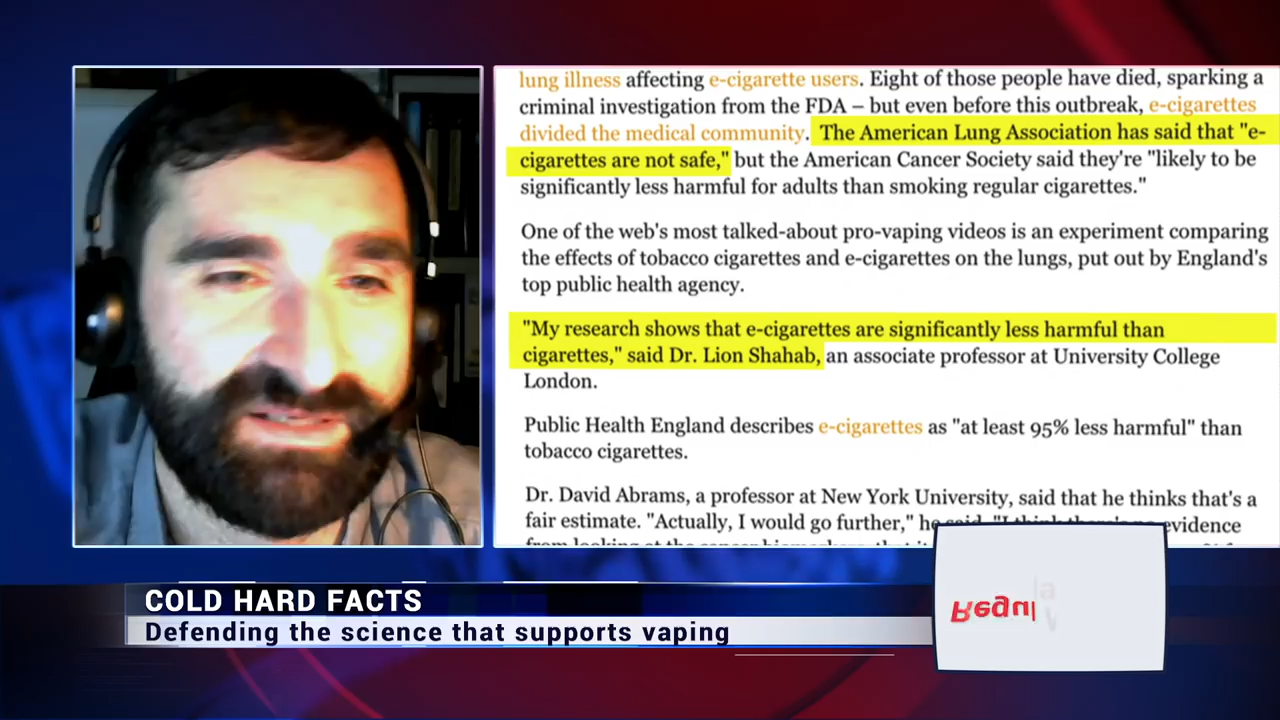 lung illness affecting e-cigarette users. Eight of those people have died, sparking a
criminal investigation from the FDA – but even before this outbreak, e-cigarettes
divided the medical community. The American Lung Association has said that "e-
cigarettes are not safe," but the American Cancer Society said they're "likely to be
significantly less harmful for adults than smoking regular cigarettes."
One of the web's most talked-about pro-vaping videos is an experiment comparing
the effects of tobacco cigarettes and e-cigarettes on the lungs, put out by England's
top public health agency.
"My research shows that e-cigarettes are significantly less harmful than
cigarettes," said Dr. Lion Shahab, an associate professor at University College
London.
Public Health England describes e-cigarettes as "at least 95% less harmful" than
tobacco cigarettes.
Dr. David Abrams, a professor at New York University, said that he thinks that's a
fair estimate. "Actually, I would go further," he said. "I think there's no evidence
COLD HARD FACTS
Defending the science that supports vaping